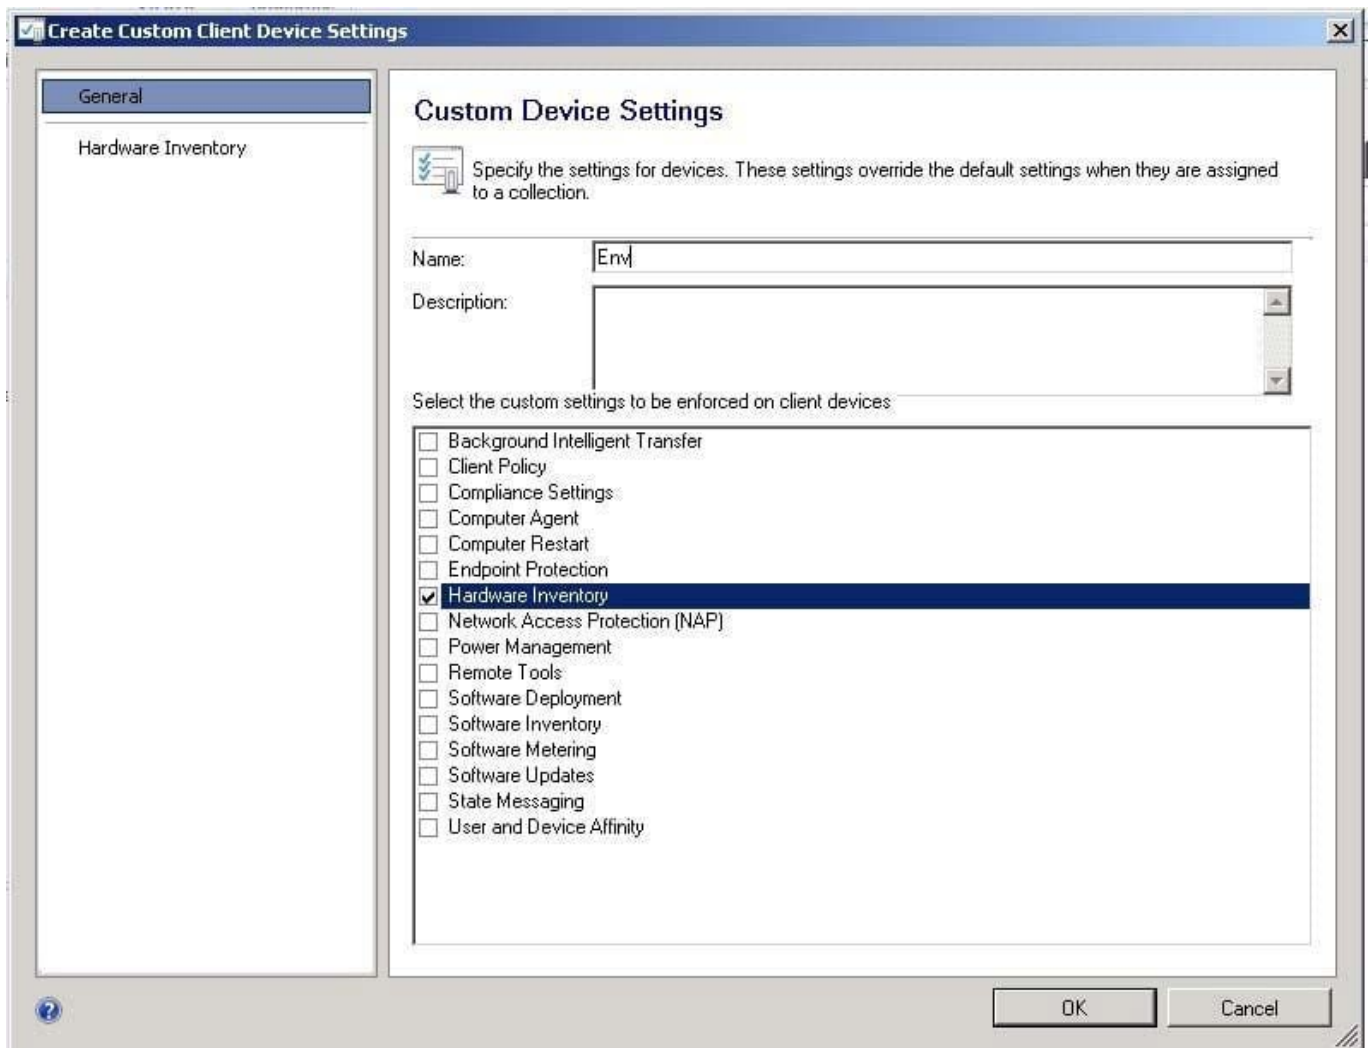 Create Custom Client Device Settings
General
Hardware Inventory
Custom Device Settings
Specify the settings for devices. These settings override the default settings when they are assigned
to a collection.
Name:
Env
Description:
Select the custom settings to be enforced on client devices
Background Intelligent Transfer
Client Policy
Compliance Settings
Computer Agent
Computer Restart
Endpoint Protection
Hardware Inventory
Network Access Protection (NAP)
Power Management
Remote Tools
Software Deployment
Software Inventory
Software Metering
Software Updates
State Messaging
User and Device Affinity
OK
Cancel